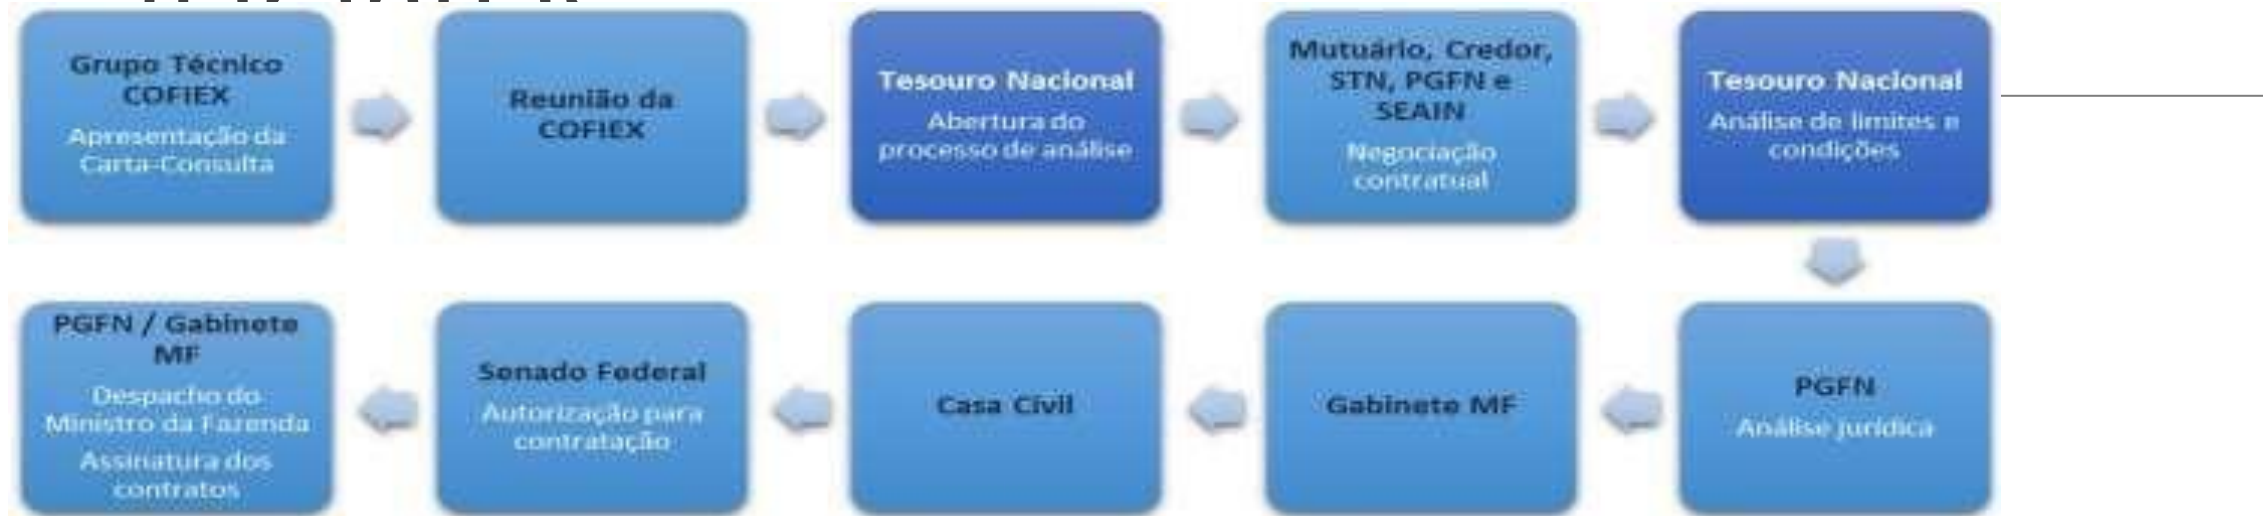 Grupo Técnico
COFIEX
Apresentação da
Carta-Consulta
Reunião da
COFIEX
Tesouro Nacional
Abertura do
processo de análise
Mutuário, Credor,
STN, PGFN e
SEAIN
Negociação
contratual
Tesouro Nacional
Análise de limites e
condições
PGFN
Análise jurídica
Gabinete MF
Casa Civil
Senado Federal
Autorização para
contratação
PGFN / Gabinete
MF
Despacho do
Ministro da Fazenda
Assinatura dos
contratos